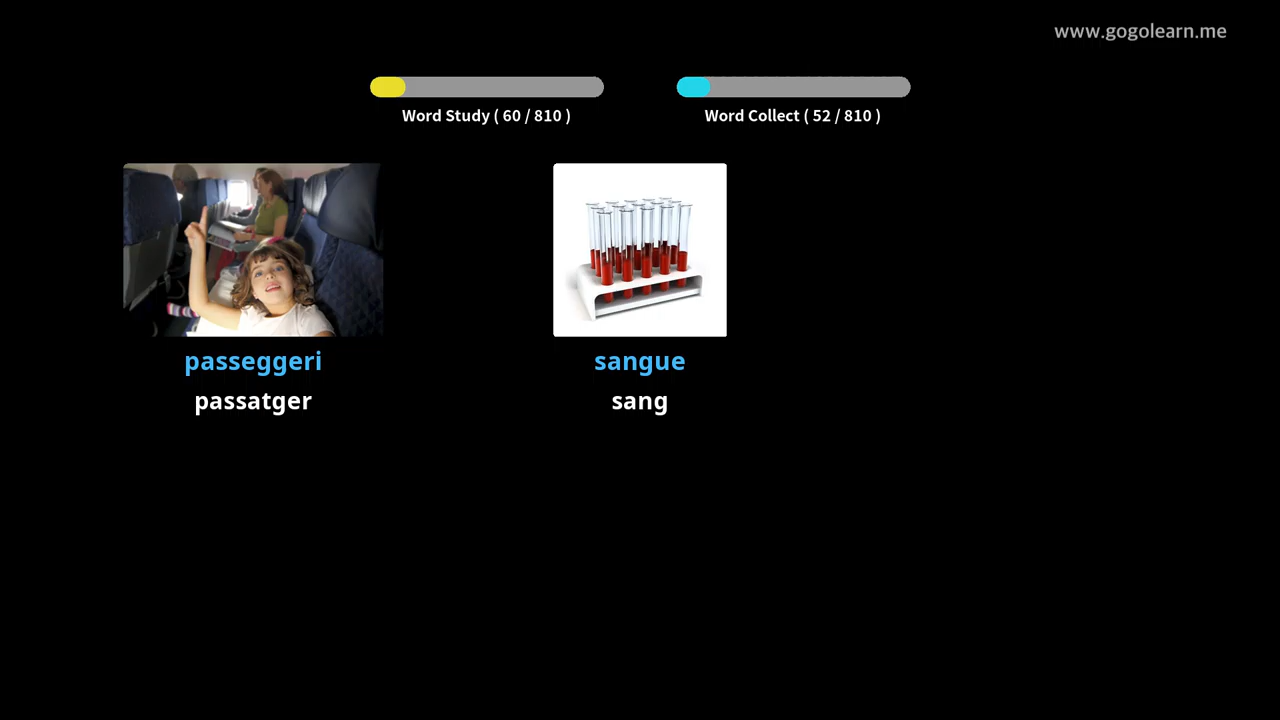 www.gogolearn.me
Word Study ( 60 / 810 )
Word Collect ( 52 / 810 )
passeggeri
passatger
sangue
sang